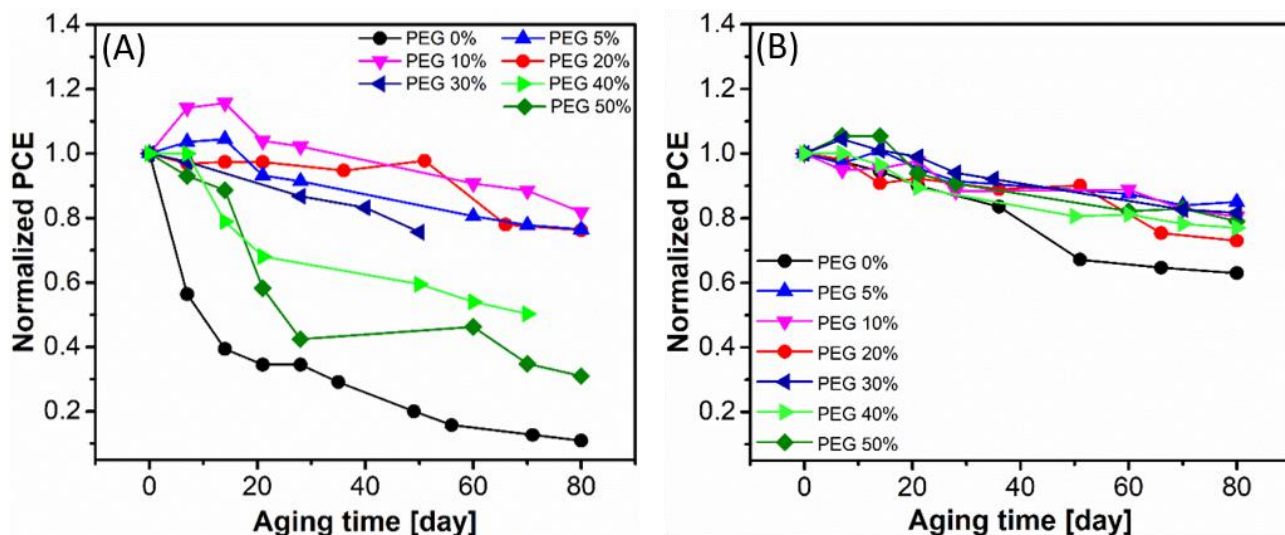 (A)
PEG 0% PEG 5%
PEG 10% PEG 20%
PEG 30% PEG 40%
PEG 50%
Normalized PCE
1.4
1.2
1.0
0.8
0.6
0.4
0.2
0 20 40 60 80
Aging time [day]
(B)
PEG 0%
PEG 5%
PEG 10%
PEG 20%
PEG 30%
PEG 40%
PEG 50%
Normalized PCE
1.4
1.2
1.0
0.8
0.6
0.4
0.2
0 20 40 60 80
Aging time [day]